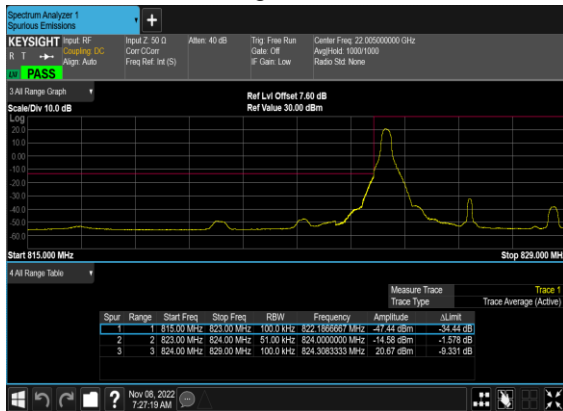 Spectrum Analyzer 1
Spurious Emissions
KEYSIGHT Input: RF Input Z: 50 Ω Atten: 40 dB Trig: Free Run Center Freq: 22.005000000 GHz
R T Coupling: DC Corr CCorr Gate: Off Avg|Hold: 1000/1000
Align: Auto Freq Ref: Int (S) IF Gain: Low Radio Std: None
PASS
3 All Range Graph
Ref Lvl Offset 7.60 dB
Scale/Div 10.0 dB Ref Value 30.00 dBm
Log
20.0
10.0
0.00
-10.0
-20.0
-30.0
-40.0
-50.0
-60.0
Start 815.000 MHz Stop 829.000 MHz
4 All Range Table
Measure Trace Trace 1
Trace Type Trace Average (Active)
Spur Range Start Freq Stop Freq RBW Frequency Amplitude ΔLimit
1 1 815.00 MHz 823.00 MHz 100.0 kHz 822.1866667 MHz -47.44 dBm -34.44 dB
2 2 823.00 MHz 824.00 MHz 51.00 kHz 824.0000000 MHz -14.58 dBm -1.578 dB
3 3 824.00 MHz 829.00 MHz 100.0 kHz 824.3083333 MHz 20.67 dBm -9.331 dB
? Nov 08, 2022
7:27:19 AM